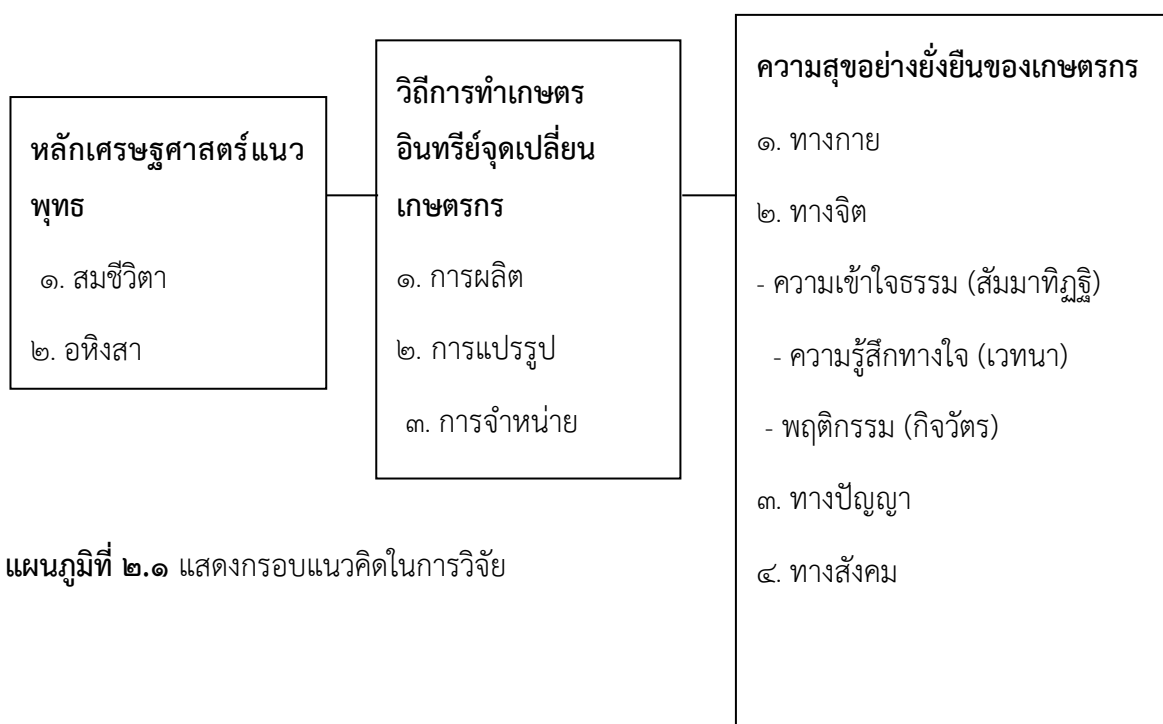 หลักเศรษฐศาสตร์แนว
พุทธ
๑. สมชีวิตา
๒. อหิงสา
วิถีการทำเกษตร
อินทรีย์จุดเปลี่ยน
เกษตรกร
๑. การผลิต
๒. การแปรรูป
๓. การจำหน่าย
ความสุขอย่างยั่งยืนของเกษตรกร
๑. ทางกาย
๒. ทางจิต
- ความเข้าใจธรรม (สัมมาทิฏฐิ)
- ความรู้สึกทางใจ (เวทนา)
- พฤติกรรม (กิจวัตร)
๓. ทางปัญญา
๔. ทางสังคม
แผนภูมิที่ ๒.๑ แสดงกรอบแนวคิดในการวิจัย